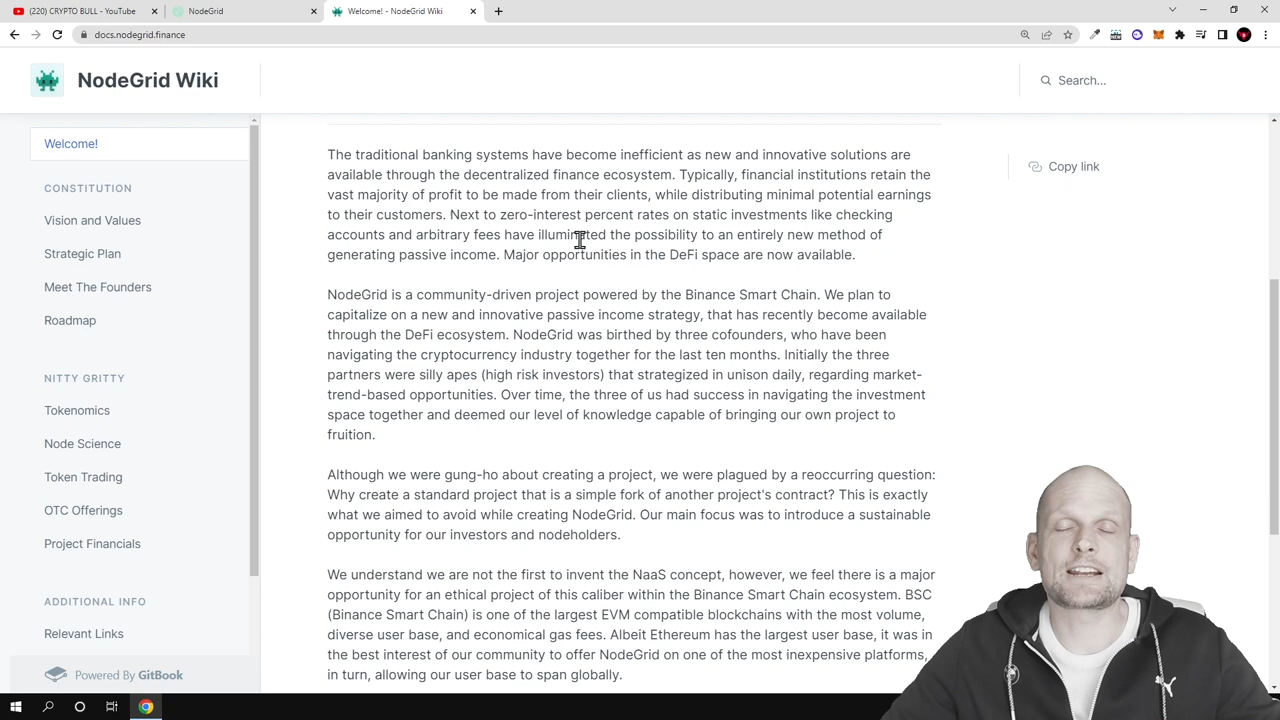 (220) CRYPTO BULL - YouTube
NodeGrid
Welcome! - NodeGrid Wiki
docs.nodegrid.finance
NodeGrid Wiki
Search...
Welcome!
CONSTITUTION
Vision and Values
Strategic Plan
Meet The Founders
Roadmap
NITTY GRITTY
Tokenomics
Node Science
Token Trading
OTC Offerings
Project Financials
ADDITIONAL INFO
Relevant Links
Powered By GitBook
The traditional banking systems have become inefficient as new and innovative solutions are
available through the decentralized finance ecosystem. Typically, financial institutions retain the
vast majority of profit to be made from their clients, while distributing minimal potential earnings
to their customers. Next to zero-interest percent rates on static investments like checking
accounts and arbitrary fees have illuminated the possibility to an entirely new method of
generating passive income. Major opportunities in the DeFi space are now available.
NodeGrid is a community-driven project powered by the Binance Smart Chain. We plan to
capitalize on a new and innovative passive income strategy, that has recently become available
through the DeFi ecosystem. NodeGrid was birthed by three cofounders, who have been
navigating the cryptocurrency industry together for the last ten months. Initially the three
partners were silly apes (high risk investors) that strategized in unison daily, regarding market-
trend-based opportunities. Over time, the three of us had success in navigating the investment
space together and deemed our level of knowledge capable of bringing our own project to
fruition.
Although we were gung-ho about creating a project, we were plagued by a reoccurring question:
Why create a standard project that is a simple fork of another project's contract? This is exactly
what we aimed to avoid while creating NodeGrid. Our main focus was to introduce a sustainable
opportunity for our investors and nodeholders.
We understand we are not the first to invent the NaaS concept, however, we feel there is a major
opportunity for an ethical project of this caliber within the Binance Smart Chain ecosystem. BSC
(Binance Smart Chain) is one of the largest EVM compatible blockchains with the most volume,
diverse user base, and economical gas fees. Albeit Ethereum has the largest user base, it was in
the best interest of our community to offer NodeGrid on one of the most inexpensive platforms,
in turn, allowing our user base to span globally.
Copy link